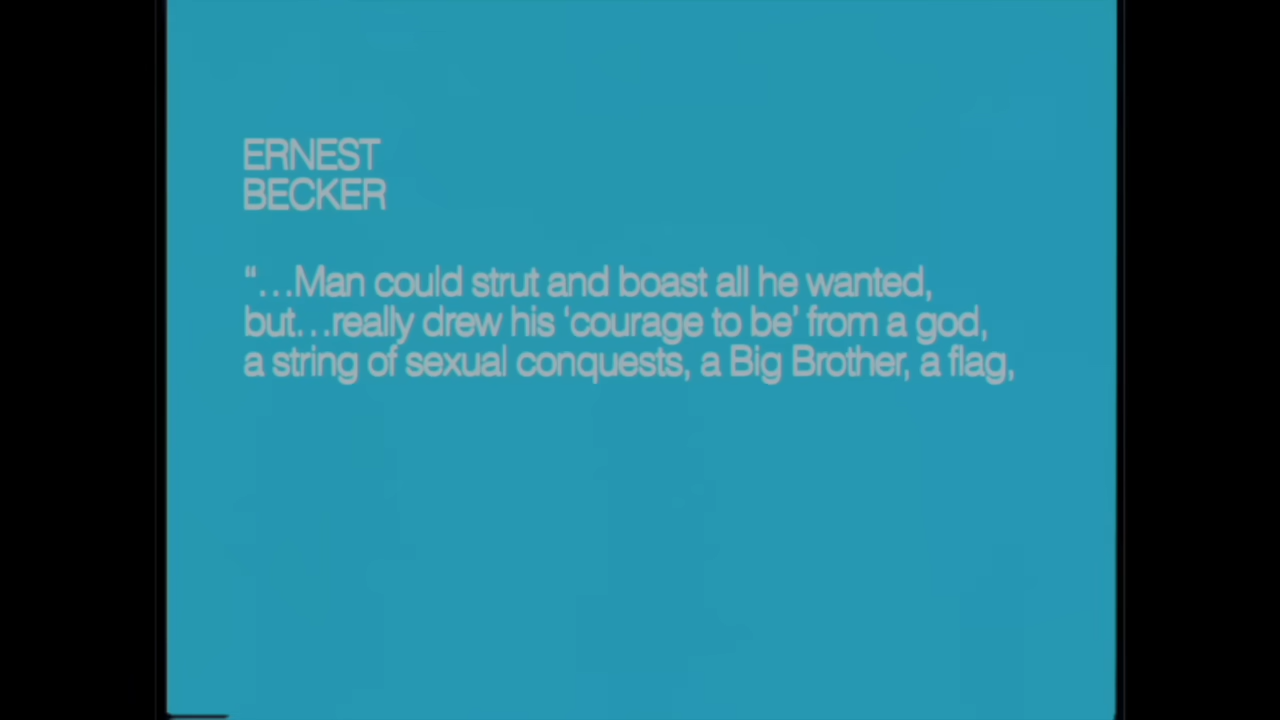 ERNEST
BECKER
“…Man could strut and boast all he wanted,
but…really drew his ‘courage to be’ from a god,
a string of sexual conquests, a Big Brother, a flag,